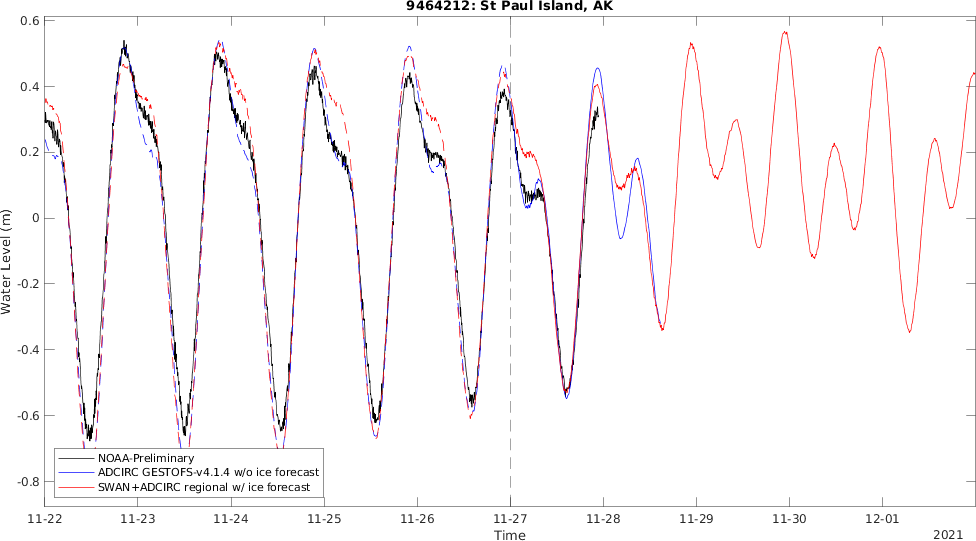 9464212: St Paul Island, AK
0.6
0.4
0.2
0
-0.2
-0.4
-0.6
-0.8
Water Level (m)
NOAA-Preliminary
ADCIRC GESTOFS-v4.1.4 w/o ice forecast
SWAN+ADCIRC regional w/ ice forecast
11-22 11-23 11-24 11-25 11-26 11-27 11-28 11-29 11-30 12-01
Time
2021